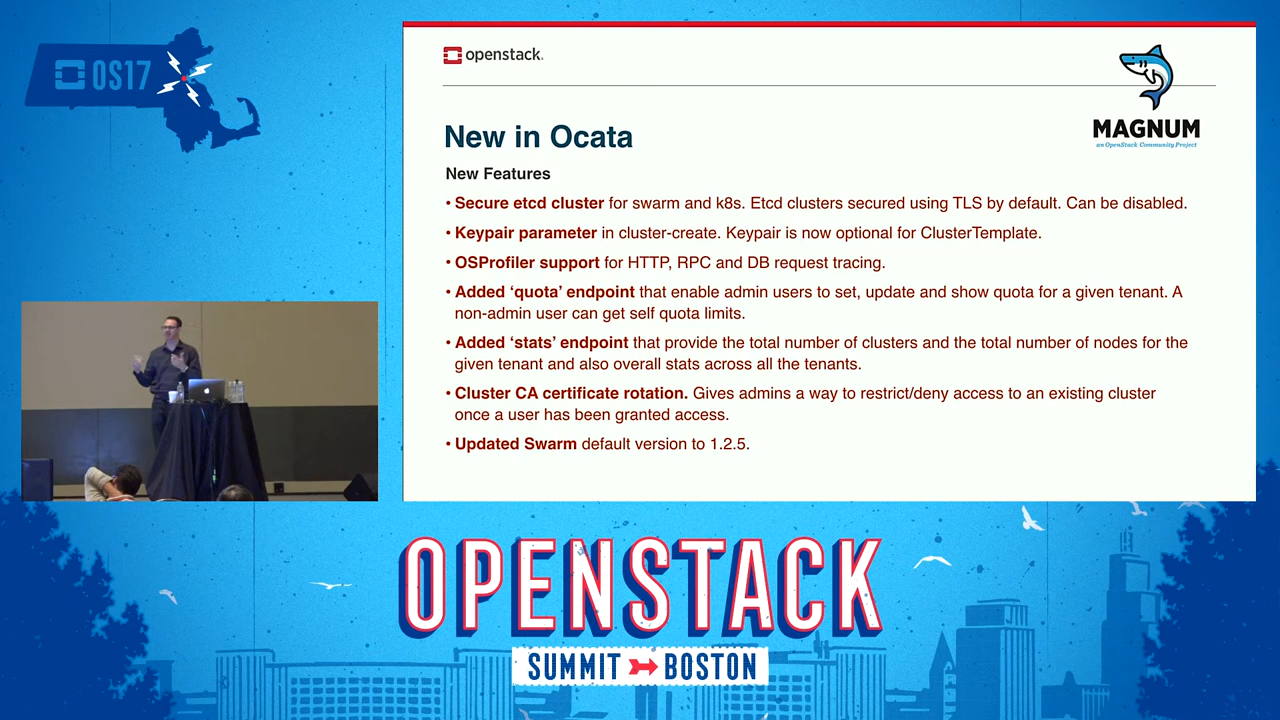 OS17
openstack.
MAGNUM
an OpenStack Community Project
New in Ocata
New Features
• Secure etcd cluster for swarm and k8s. Etcd clusters secured using TLS by default. Can be disabled.
• Keypair parameter in cluster-create. Keypair is now optional for ClusterTemplate.
• OSProfiler support for HTTP, RPC and DB request tracing.
• Added ‘quota’ endpoint that enable admin users to set, update and show quota for a given tenant. A
non-admin user can get self quota limits.
• Added ‘stats’ endpoint that provide the total number of clusters and the total number of nodes for the
given tenant and also overall stats across all the tenants.
• Cluster CA certificate rotation. Gives admins a way to restrict/deny access to an existing cluster
once a user has been granted access.
• Updated Swarm default version to 1.2.5.
OPENSTACK
SUMMIT BOSTON